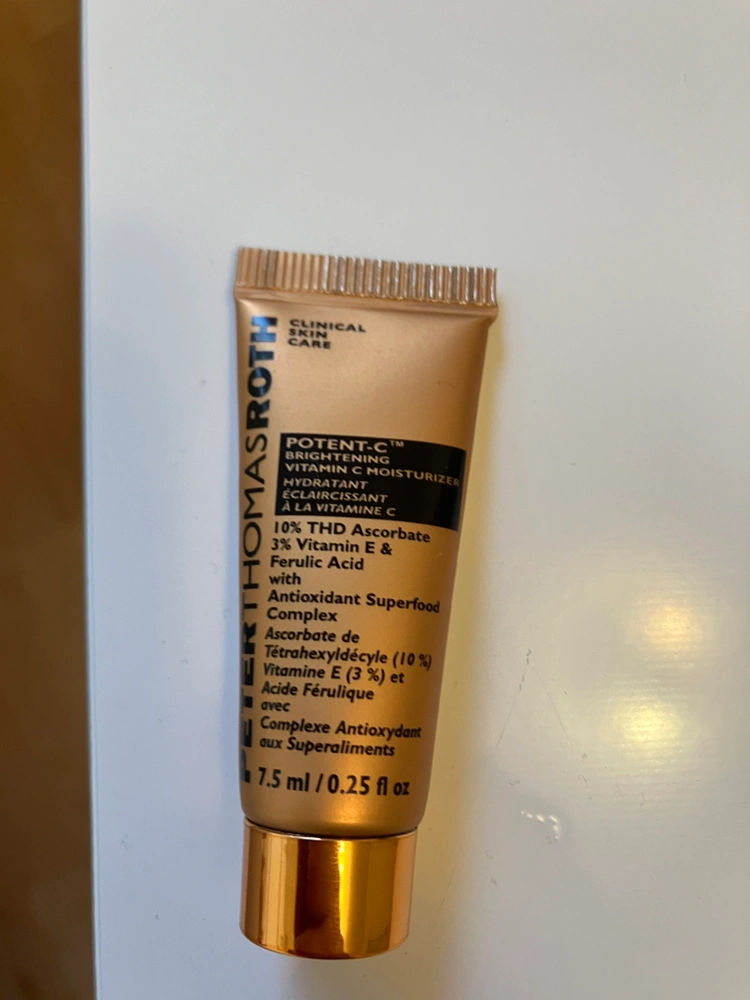 PETERTHOMASROTH
CLINICAL
SKIN
CARE
POTENT-C™
BRIGHTENING
VITAMIN C MOISTURIZER
HYDRATANT
ÉCLAIRCISSANT
À LA VITAMINE C
10% THD Ascorbate
3% Vitamin E &
Ferulic Acid
with
Antioxidant Superfood
Complex
Ascorbate de
Tétrahexyldécyle (10 %)
Vitamine E (3 %) et
Acide Férulique
avec
Complexe Antioxydant
aux Superaliments
7.5 ml / 0.25 fl oz